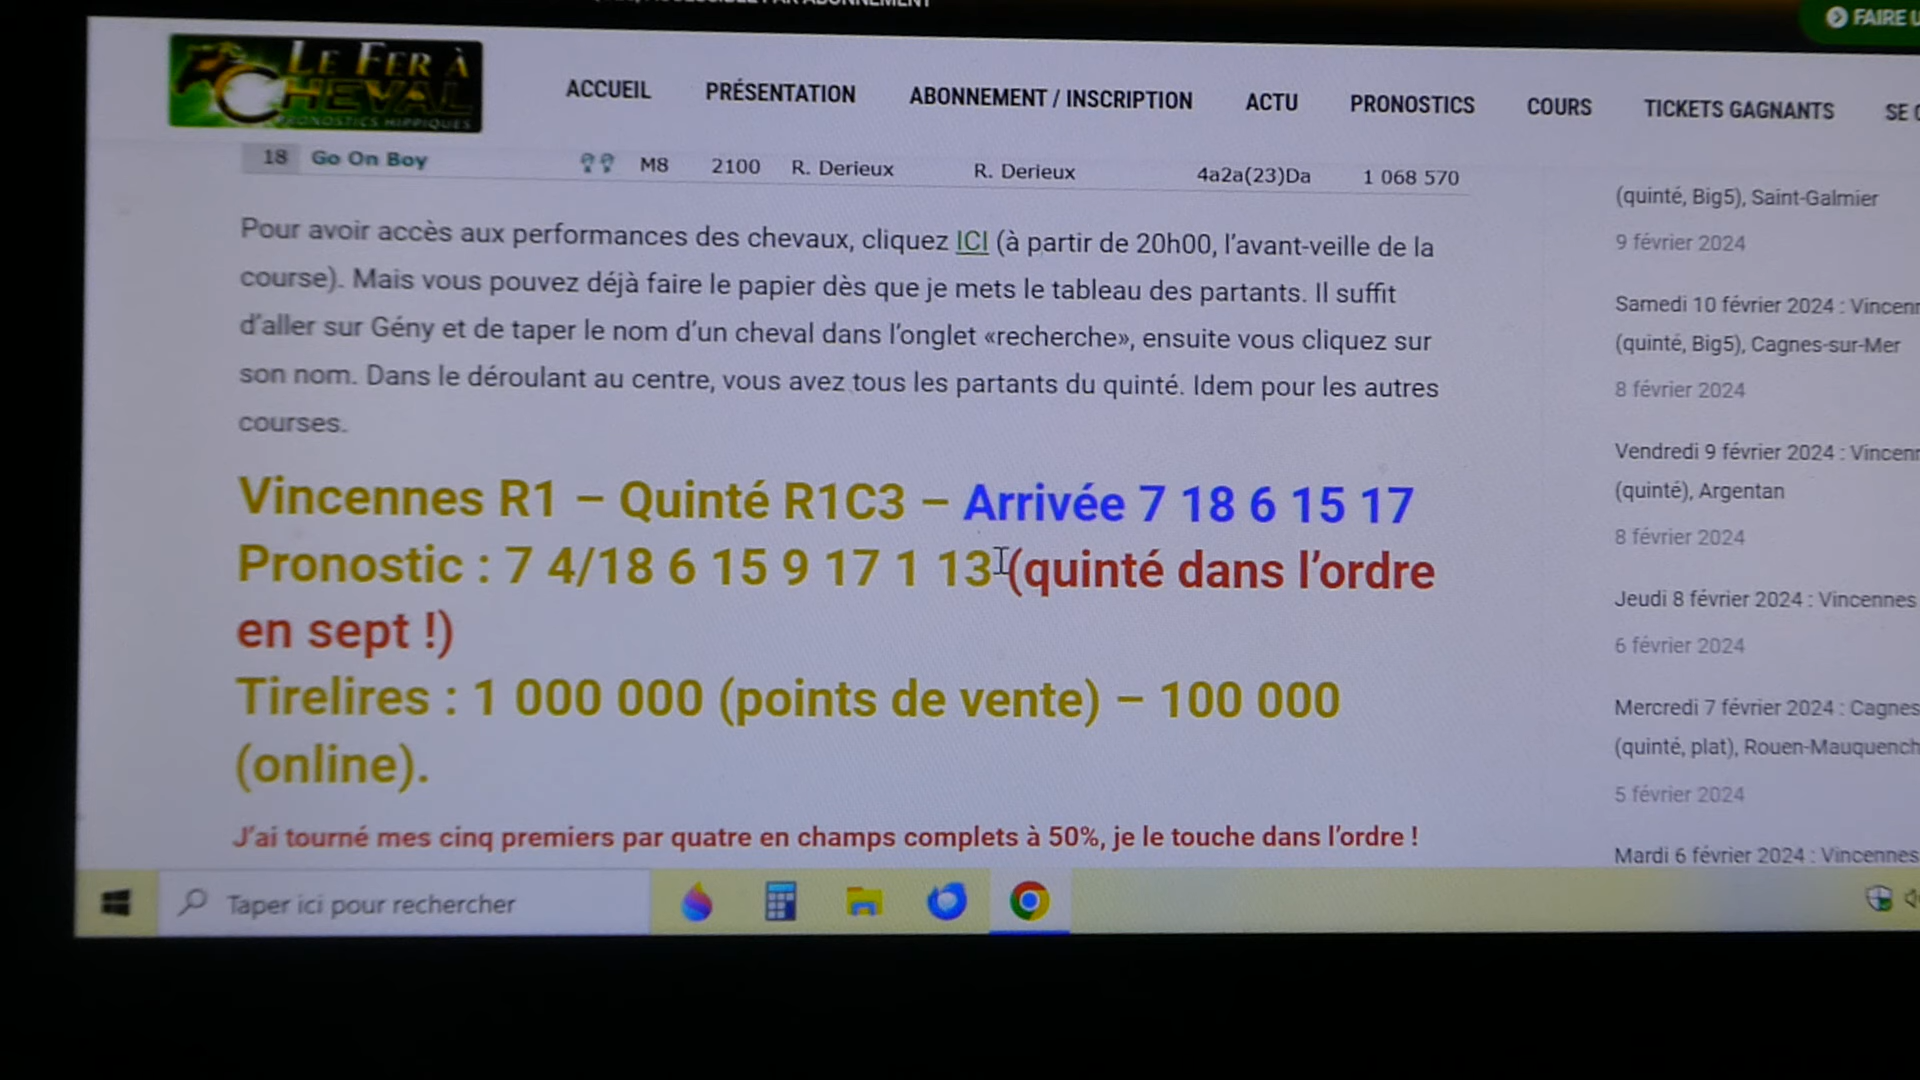 ACCESSIBLE PAR ABONNEMENT
FAIRE
LE FER À
CHEVAL
PRONOSTICS HIPPIQUES
ACCUEIL PRÉSENTATION ABONNEMENT / INSCRIPTION ACTU PRONOSTICS COURS TICKETS GAGNANTS SE
18 Go On Boy M8 2100 R. Derieux R. Derieux 4a2a(23)Da 1 068 570
Pour avoir accès aux performances des chevaux, cliquez ICI (à partir de 20h00, l’avant-veille de la
course). Mais vous pouvez déjà faire le papier dès que je mets le tableau des partants. Il suffit
d’aller sur Gény et de taper le nom d’un cheval dans l’onglet «recherche», ensuite vous cliquez sur
son nom. Dans le déroulant au centre, vous avez tous les partants du quinté. Idem pour les autres
courses.
Vincennes R1 – Quinté R1C3 – Arrivée 7 18 6 15 17
Pronostic : 7 4/18 6 15 9 17 1 13 (quinté dans l’ordre
en sept !)
Tirelires : 1 000 000 (points de vente) – 100 000
(online).
J’ai tourné mes cinq premiers par quatre en champs complets à 50%, je le touche dans l’ordre !
(quinté, Big5), Saint-Galmier
9 février 2024
Samedi 10 février 2024 : Vincenn
(quinté, Big5), Cagnes-sur-Mer
8 février 2024
Vendredi 9 février 2024 : Vincenn
(quinté), Argentan
8 février 2024
Jeudi 8 février 2024 : Vincennes
6 février 2024
Mercredi 7 février 2024 : Cagnes
(quinté, plat), Rouen-Mauquench
5 février 2024
Mardi 6 février 2024 : Vincennes
Taper ici pour rechercher